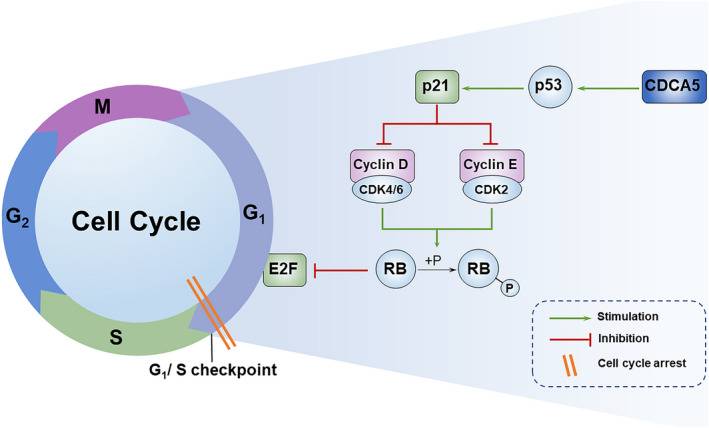 M
G2
Cell Cycle
G1
S
G1/ S checkpoint
p21
p53
CDCA5
Cyclin D
CDK4/6
Cyclin E
CDK2
E2F
RB
+P
RB
P
Stimulation
Inhibition
Cell cycle arrest